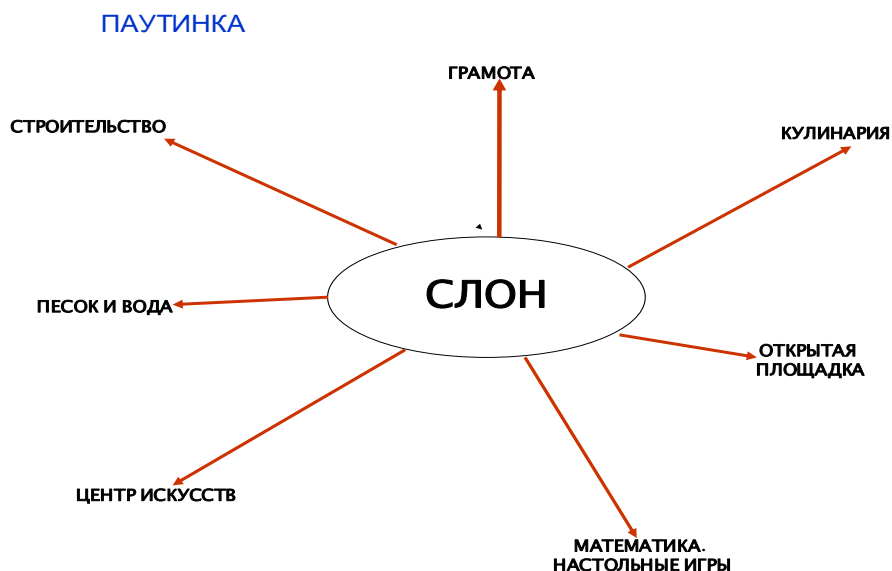 ПАУТИНКА
ГРАМОТА
СТРОИТЕЛЬСТВО
КУЛИНАРИЯ
СЛОН
ПЕСОК И ВОДА
ОТКРЫТАЯ
ПЛОЩАДКА
ЦЕНТР ИСКУССТВ
МАТЕМАТИКА.
НАСТОЛЬНЫЕ ИГРЫ